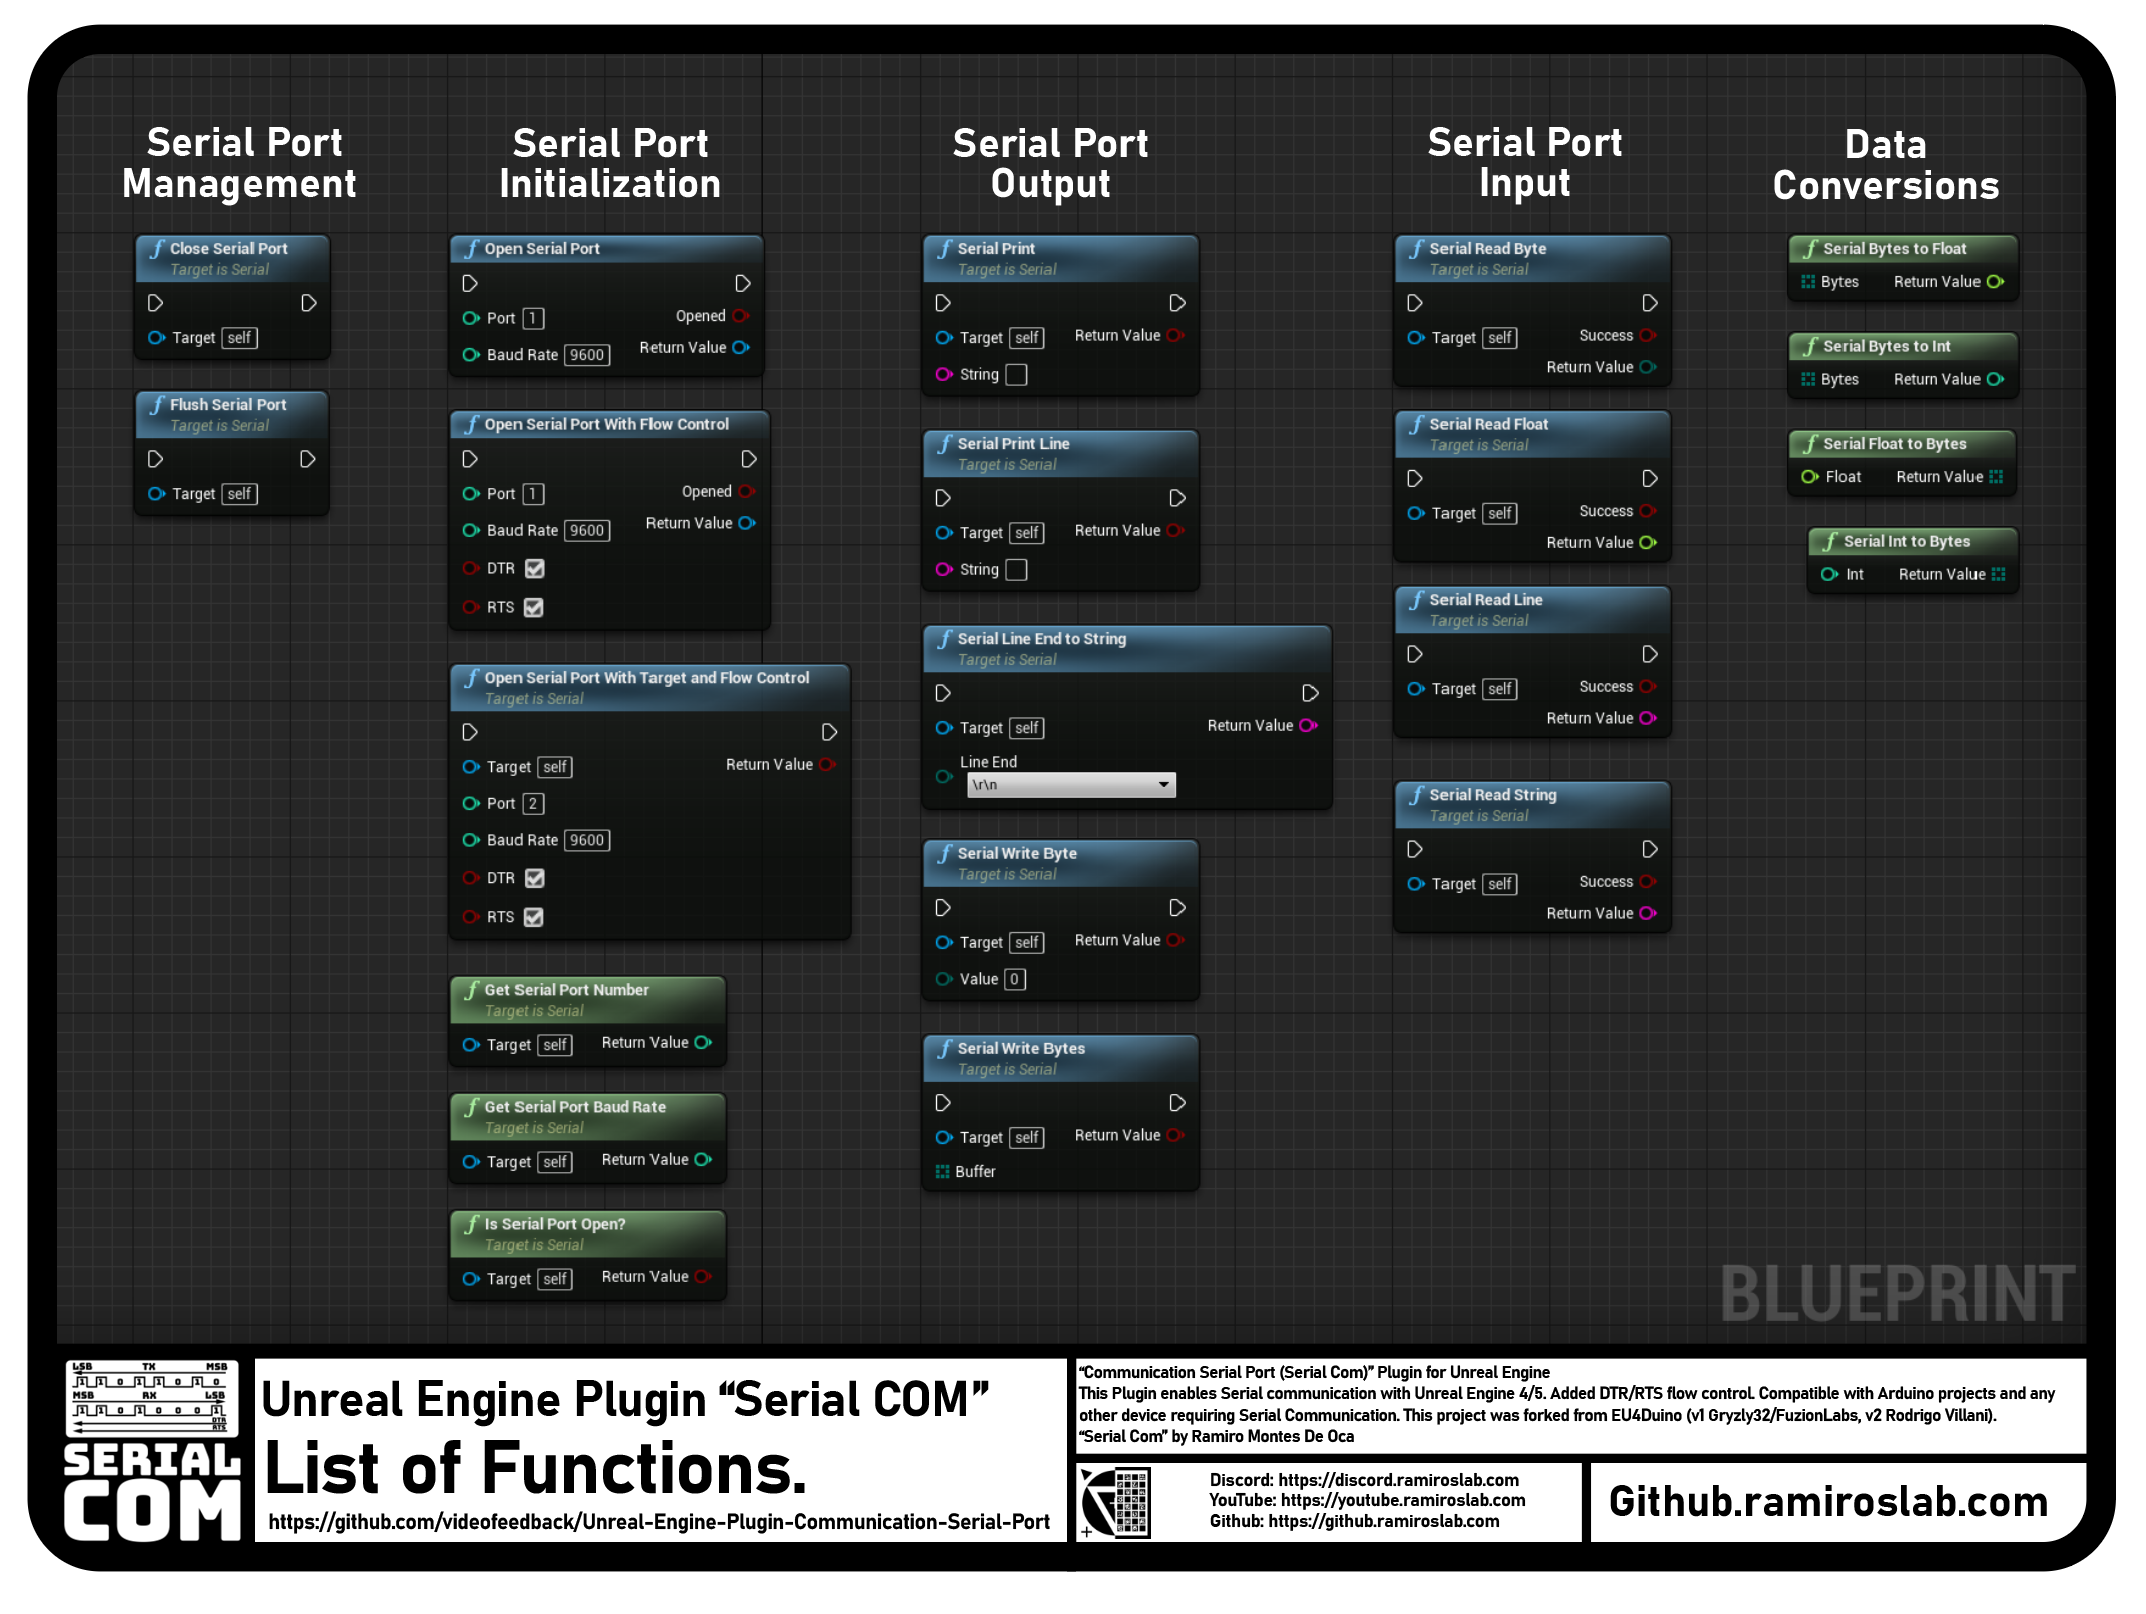 Serial Port
Management
Close Serial Port
Target is Serial
Target self
Flush Serial Port
Target is Serial
Target self
Serial Port
Initialization
Open Serial Port
Port 1 Opened
Baud Rate 9600 Return Value
Open Serial Port With Flow Control
Port 1 Opened
Baud Rate 9600 Return Value
DTR
RTS
Open Serial Port With Target and Flow Control
Target is Serial
Target self Return Value
Port 2
Baud Rate 9600
DTR
RTS
Get Serial Port Number
Target is Serial
Target self Return Value
Get Serial Port Baud Rate
Target is Serial
Target self Return Value
Is Serial Port Open?
Target is Serial
Target self Return Value
Serial Port
Output
Serial Print
Target is Serial
Target self Return Value
String
Serial Print Line
Target is Serial
Target self Return Value
String
Serial Line End to String
Target is Serial
Target self Return Value
Line End
\r\n
Serial Write Byte
Target is Serial
Target self Return Value
Value 0
Serial Write Bytes
Target is Serial
Target self Return Value
Buffer
Serial Port
Input
Serial Read Byte
Target is Serial
Target self Success
Return Value
Serial Read Float
Target is Serial
Target self Success
Return Value
Serial Read Line
Target is Serial
Target self Success
Return Value
Serial Read String
Target is Serial
Target self Success
Return Value
Data
Conversions
Serial Bytes to Float
Bytes Return Value
Serial Bytes to Int
Bytes Return Value
Serial Float to Bytes
Float Return Value
Serial Int to Bytes
Int Return Value
BLUEPRINT
LSB TX MSB
1 1 0 1 1 0 1 0
MSB RX LSB
1 1 0 1 0 0 0 1
DTR
RTS
SERIAL
COM
Unreal Engine Plugin “Serial COM”
List of Functions.
https://github.com/videofeedback/Unreal-Engine-Plugin-Communication-Serial-Port
“Communication Serial Port (Serial Com)” Plugin for Unreal Engine
This Plugin enables Serial communication with Unreal Engine 4/5. Added DTR/RTS flow control. Compatible with Arduino projects and any
other device requiring Serial Communication. This project was forked from EU4Duino (v1 Gryzly32/FuzionLabs, v2 Rodrigo Villani).
“Serial Com” by Ramiro Montes De Oca
Discord: https://discord.ramiroslab.com
YouTube: https://youtube.ramiroslab.com
Github: https://github.ramiroslab.com
Github.ramiroslab.com